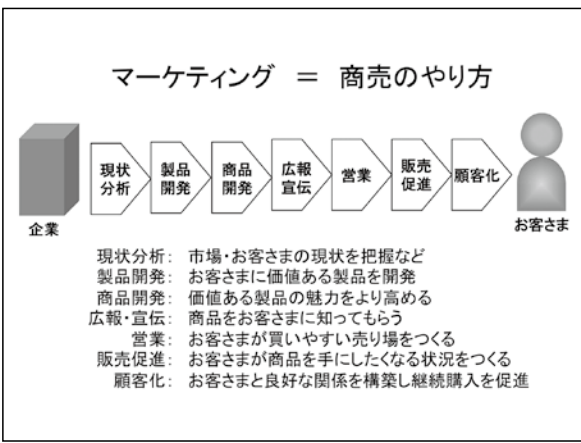 マーケティング ＝ 商売のやり方
現状
分析
製品
開発
商品
開発
広報
宣伝
営業
販売
促進
顧客化
企業
お客さま
現状分析： 市場・お客さまの現状を把握など
製品開発： お客さまに価値ある製品を開発
商品開発： 価値ある製品の魅力をより高める
広報・宣伝： 商品をお客さまに知ってもらう
営業： お客さまが買いやすい売り場をつくる
販売促進： お客さまが商品を手にしたくなる状況をつくる
顧客化： お客さまと良好な関係を構築し継続購入を促進